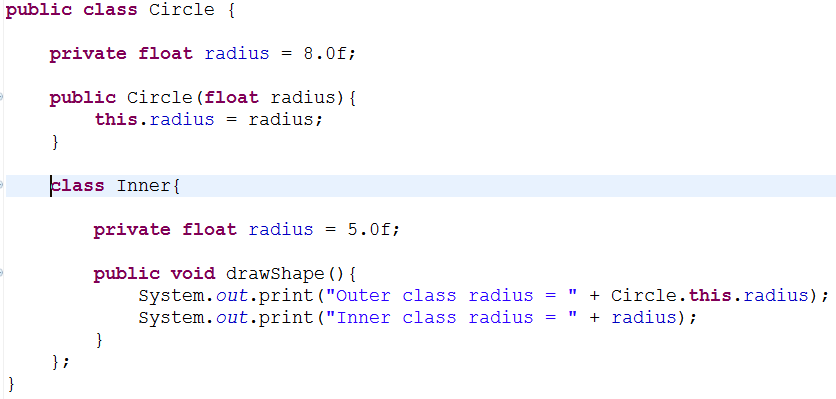 public class Circle {
private float radius = 8.0f;
public Circle(float radius){
this.radius = radius;
}
class Inner{
private float radius = 5.0f;
public void drawShape(){
System.out.print("Outer class radius = " + Circle.this.radius);
System.out.print("Inner class radius = " + radius);
}
};
}